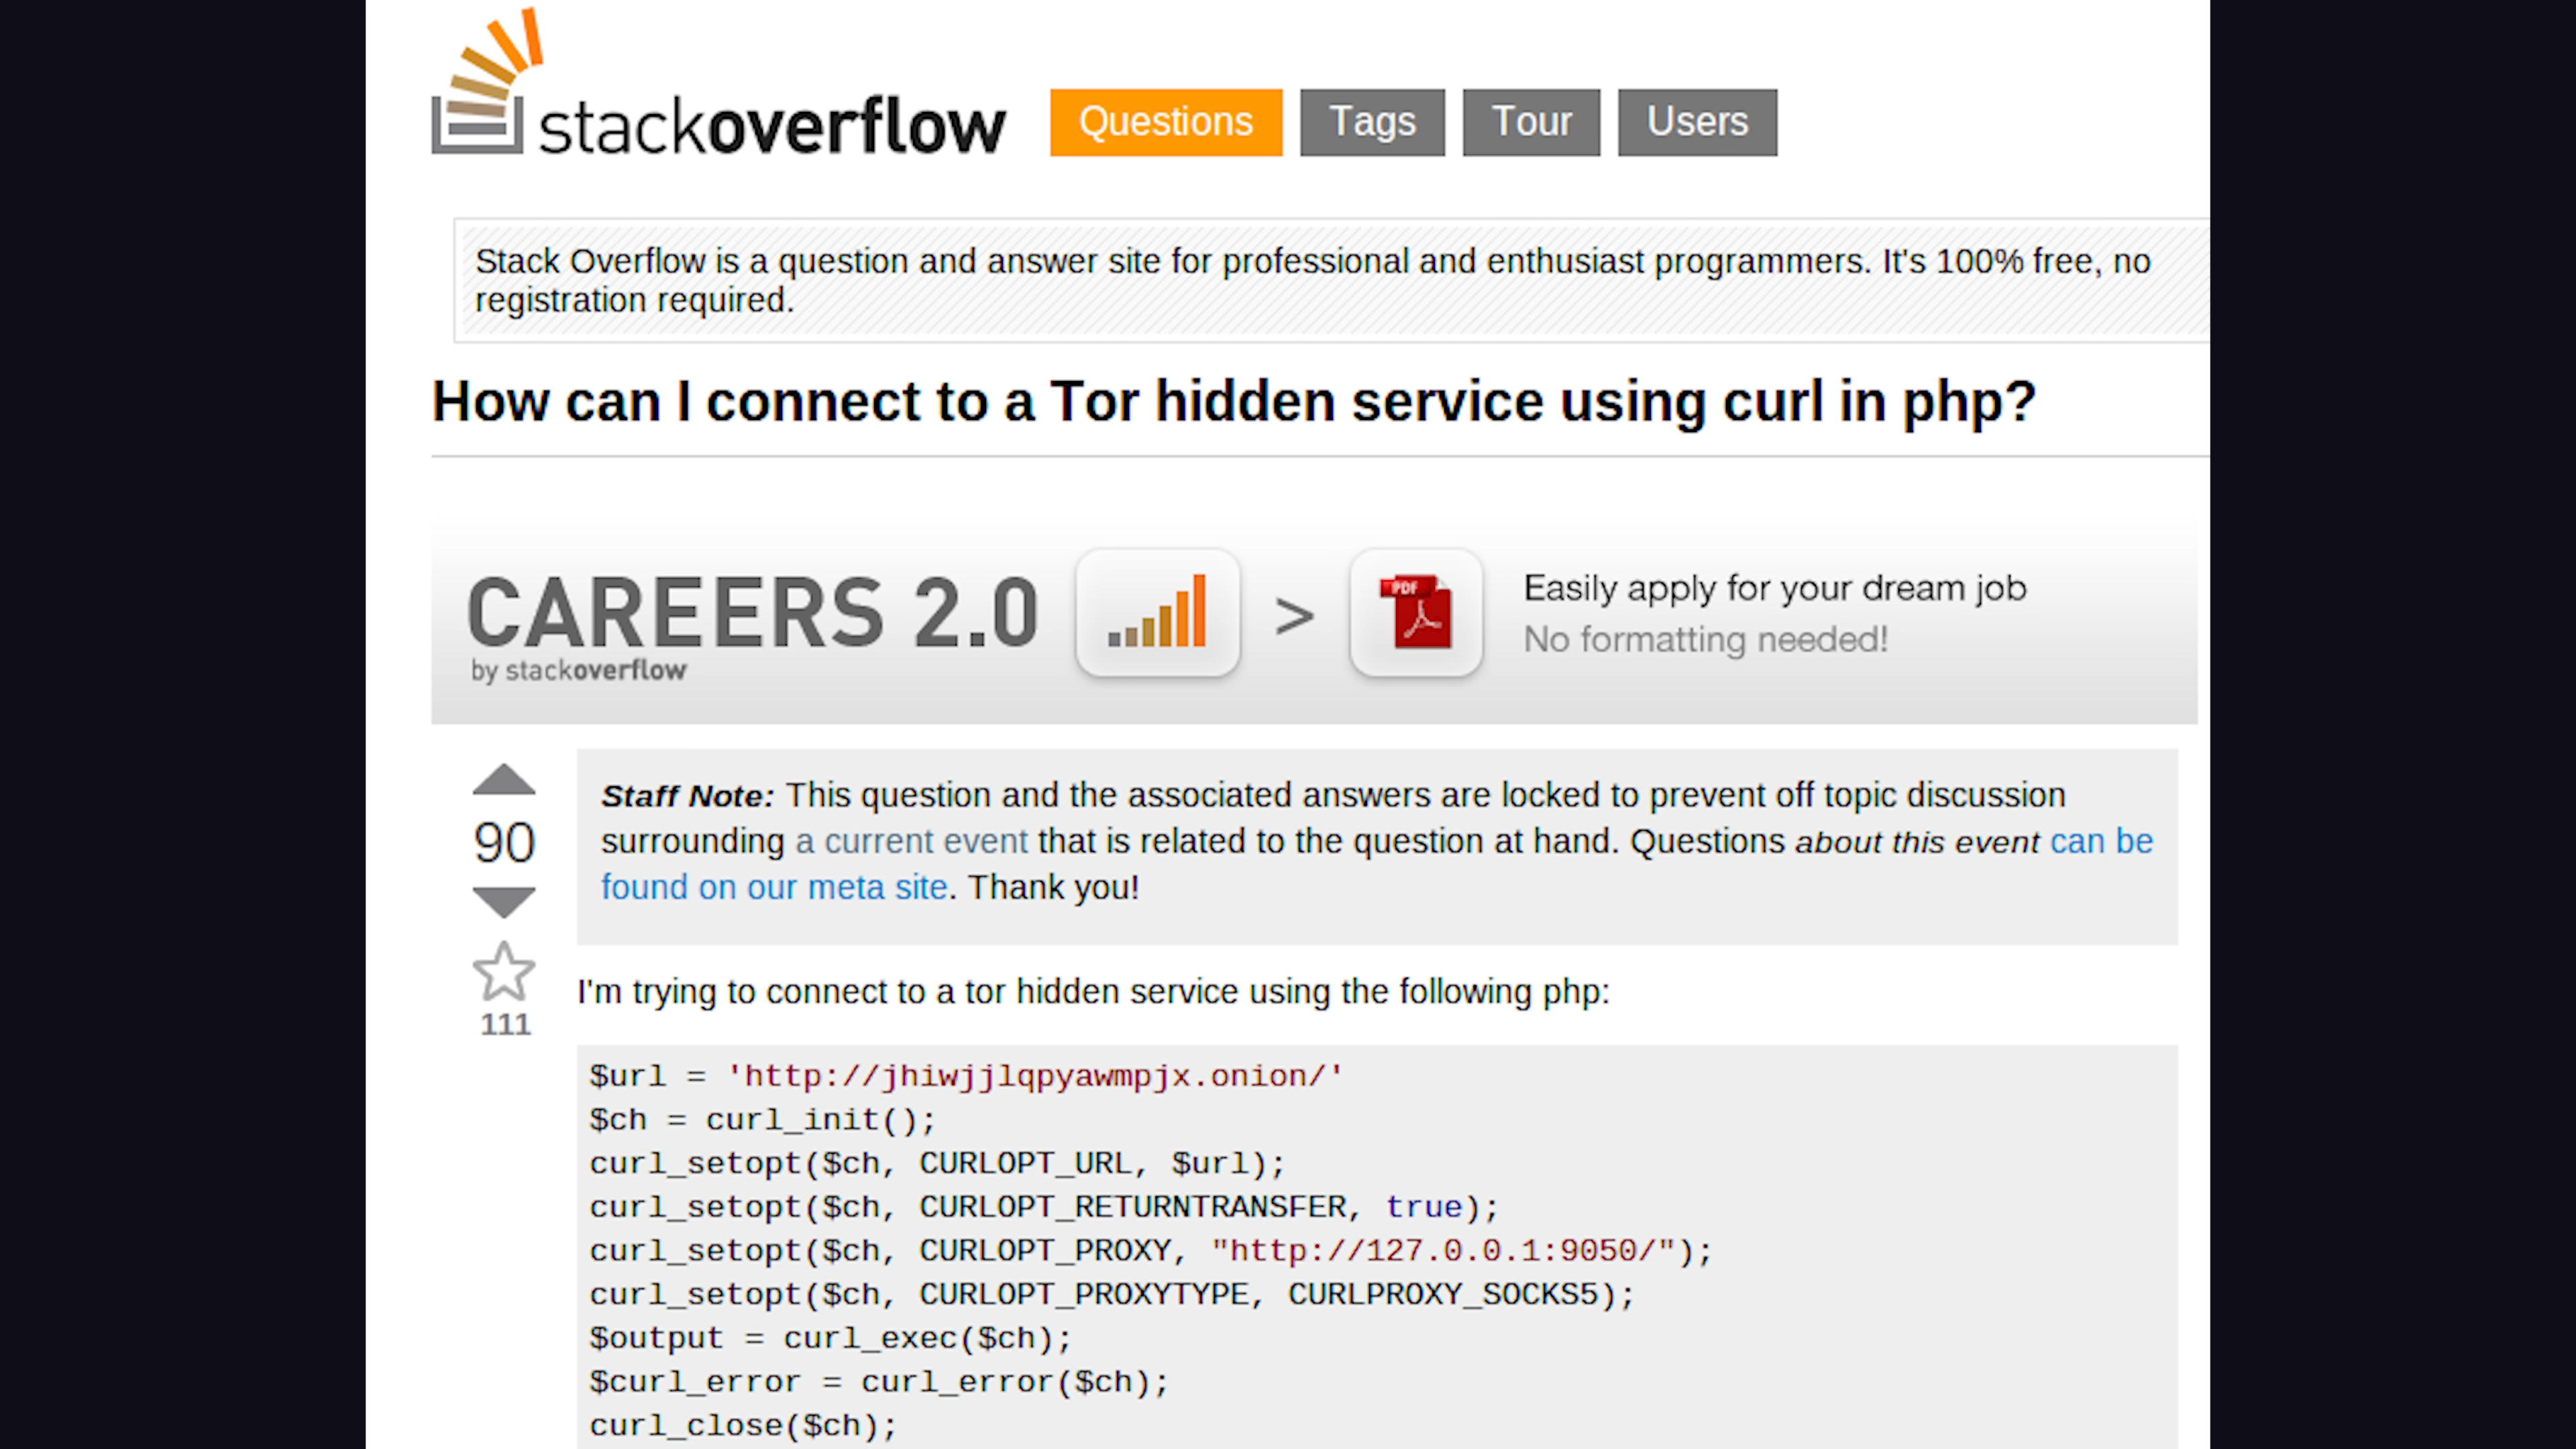 stackoverflow
Questions
Tags
Tour
Users
Stack Overflow is a question and answer site for professional and enthusiast programmers. It's 100% free, no
registration required.
How can I connect to a Tor hidden service using curl in php?
CAREERS 2.0
by stackoverflow
>
PDF
Easily apply for your dream job
No formatting needed!
90
111
Staff Note: This question and the associated answers are locked to prevent off topic discussion
surrounding a current event that is related to the question at hand. Questions about this event can be
found on our meta site. Thank you!
I'm trying to connect to a tor hidden service using the following php:
$url = 'http://jhiwjjlqpyawmpjx.onion/'
$ch = curl_init();
curl_setopt($ch, CURLOPT_URL, $url);
curl_setopt($ch, CURLOPT_RETURNTRANSFER, true);
curl_setopt($ch, CURLOPT_PROXY, "http://127.0.0.1:9050/");
curl_setopt($ch, CURLOPT_PROXYTYPE, CURLPROXY_SOCKS5);
$output = curl_exec($ch);
$curl_error = curl_error($ch);
curl_close($ch);